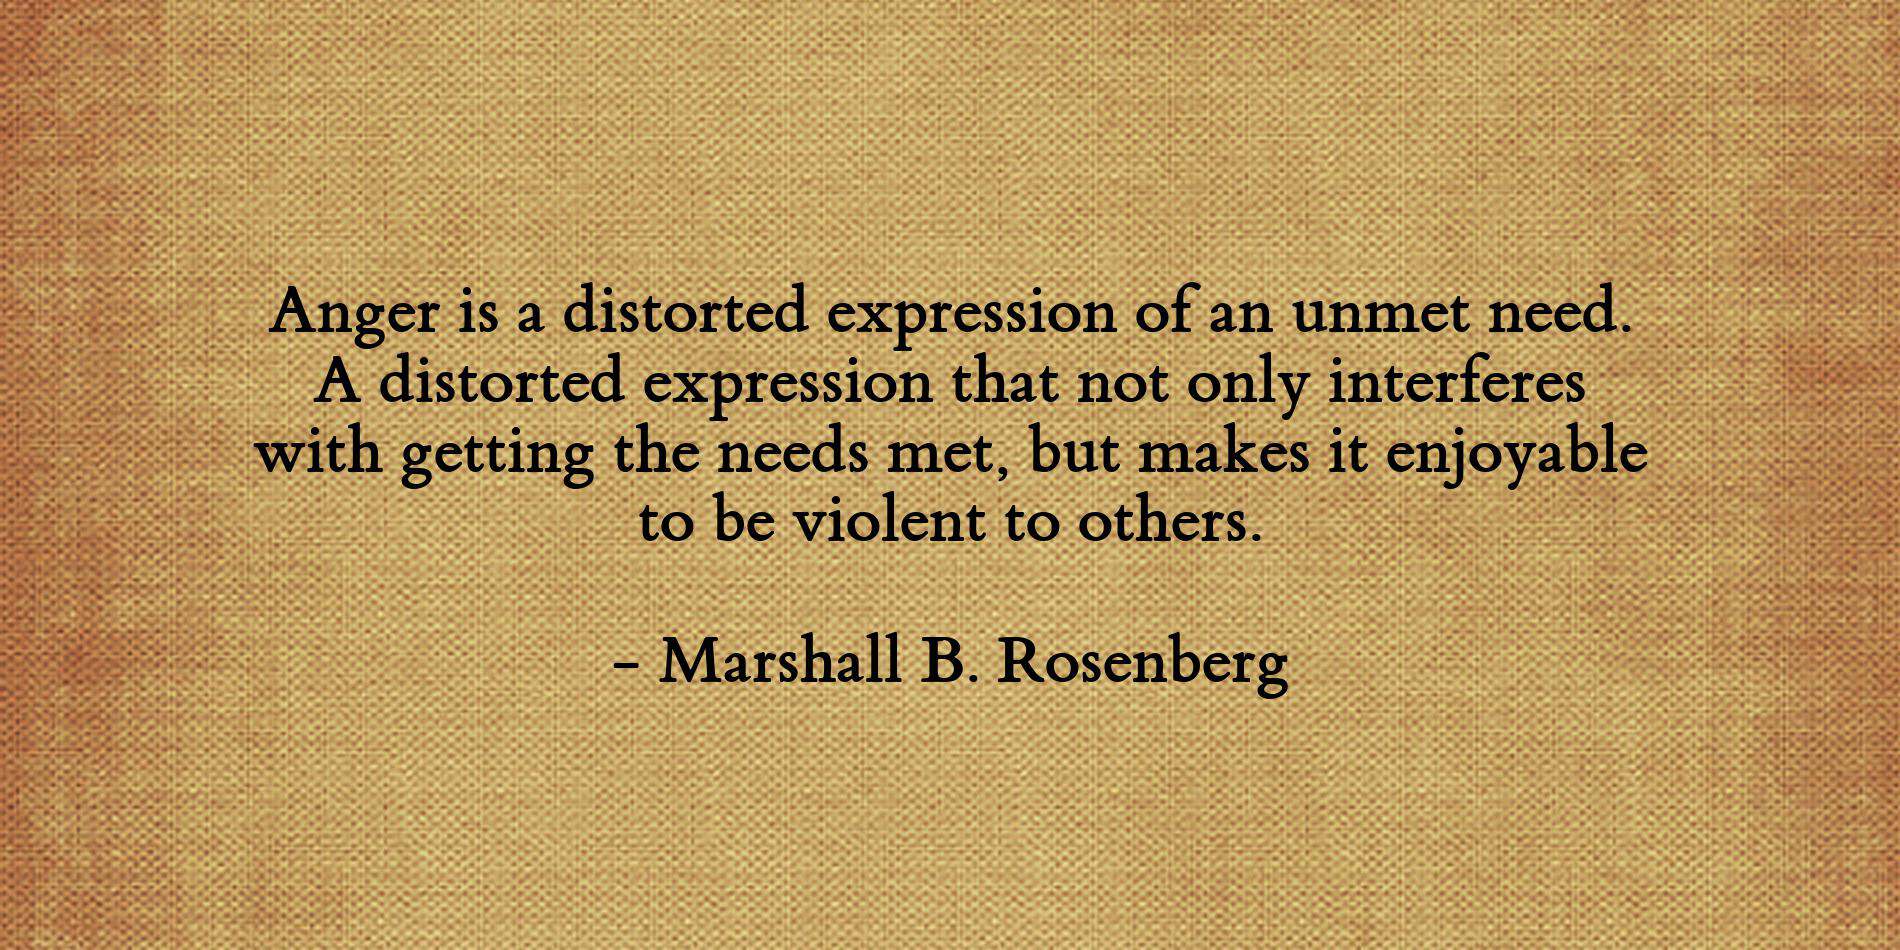 Anger is a distorted expression of an unmet need.
A distorted expression that not only interferes
with getting the needs met, but makes it enjoyable
to be violent to others.
- Marshall B. Rosenberg